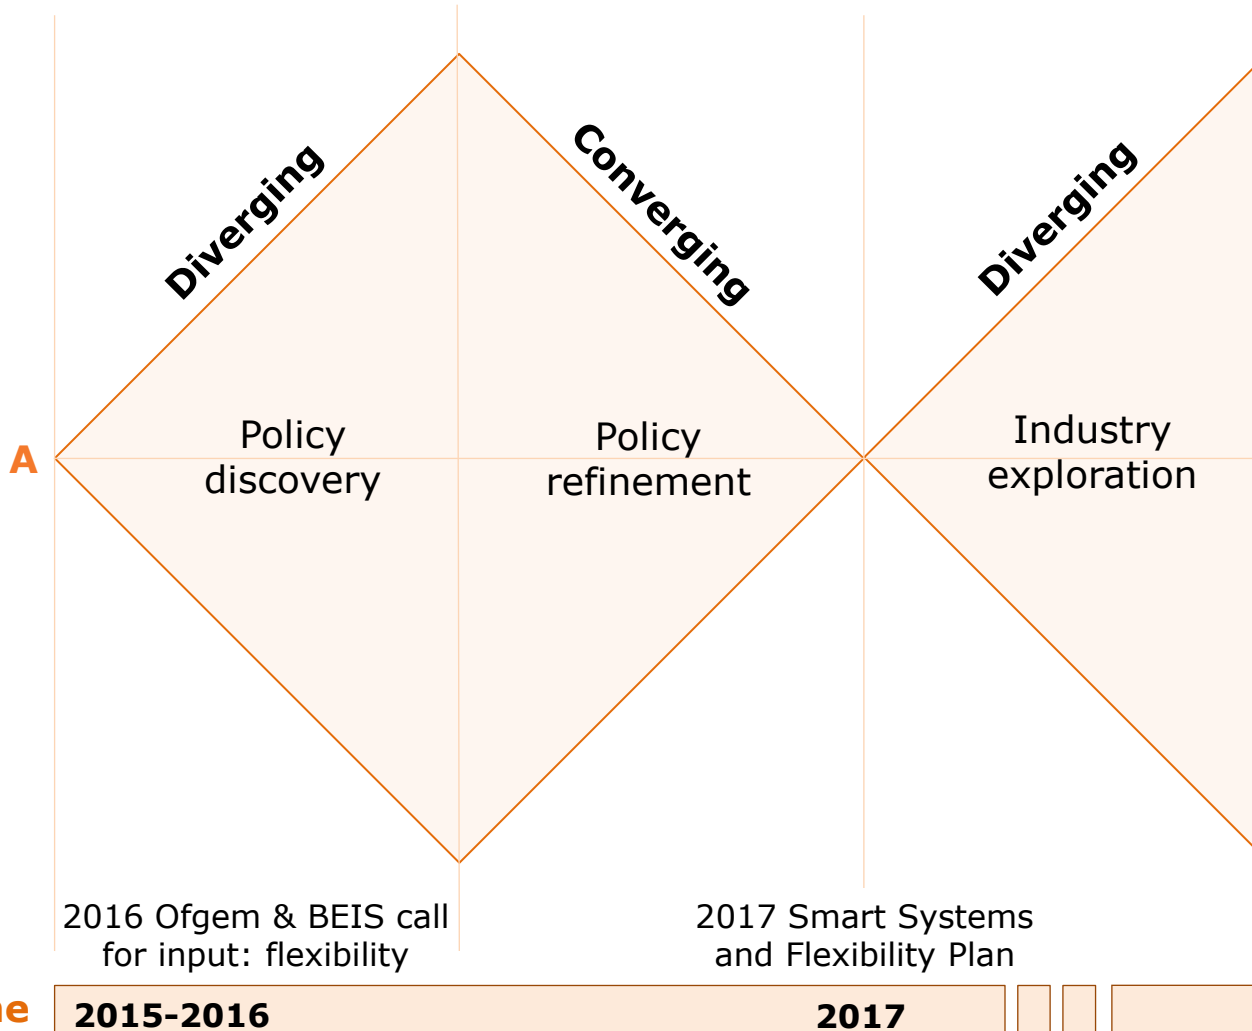 Diverging
Converging
Diverging
A
Policy
discovery
Policy
refinement
Industry
exploration
2016 Ofgem & BEIS call
for input: flexibility
2017 Smart Systems
and Flexibility Plan
2015-2016
2017